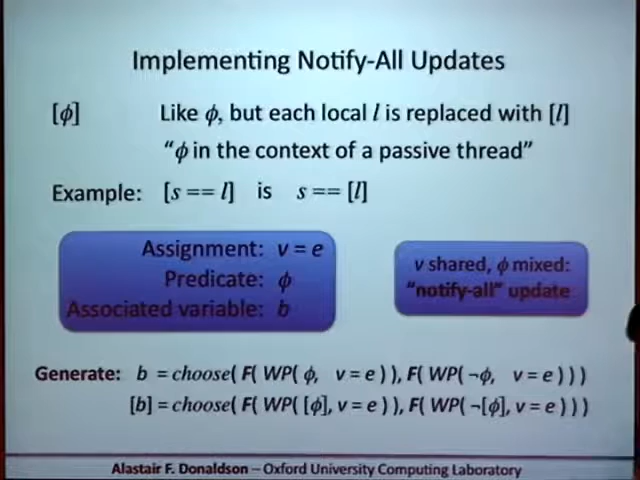 Implementing Notify-All Updates
[ϕ] Like ϕ, but each local l is replaced with [l]
"ϕ in the context of a passive thread"
Example: [s == l] is s == [l]
Assignment: v = e
Predicate: ϕ
Associated variable: b
v shared, ϕ mixed:
"notify-all" update
Generate: b = choose( F( WP( ϕ, v = e ) ), F( WP( ¬ϕ, v = e ) ) )
[b] = choose( F( WP( [ϕ], v = e ) ), F( WP( ¬[ϕ], v = e ) ) )
Alastair F. Donaldson – Oxford University Computing Laboratory